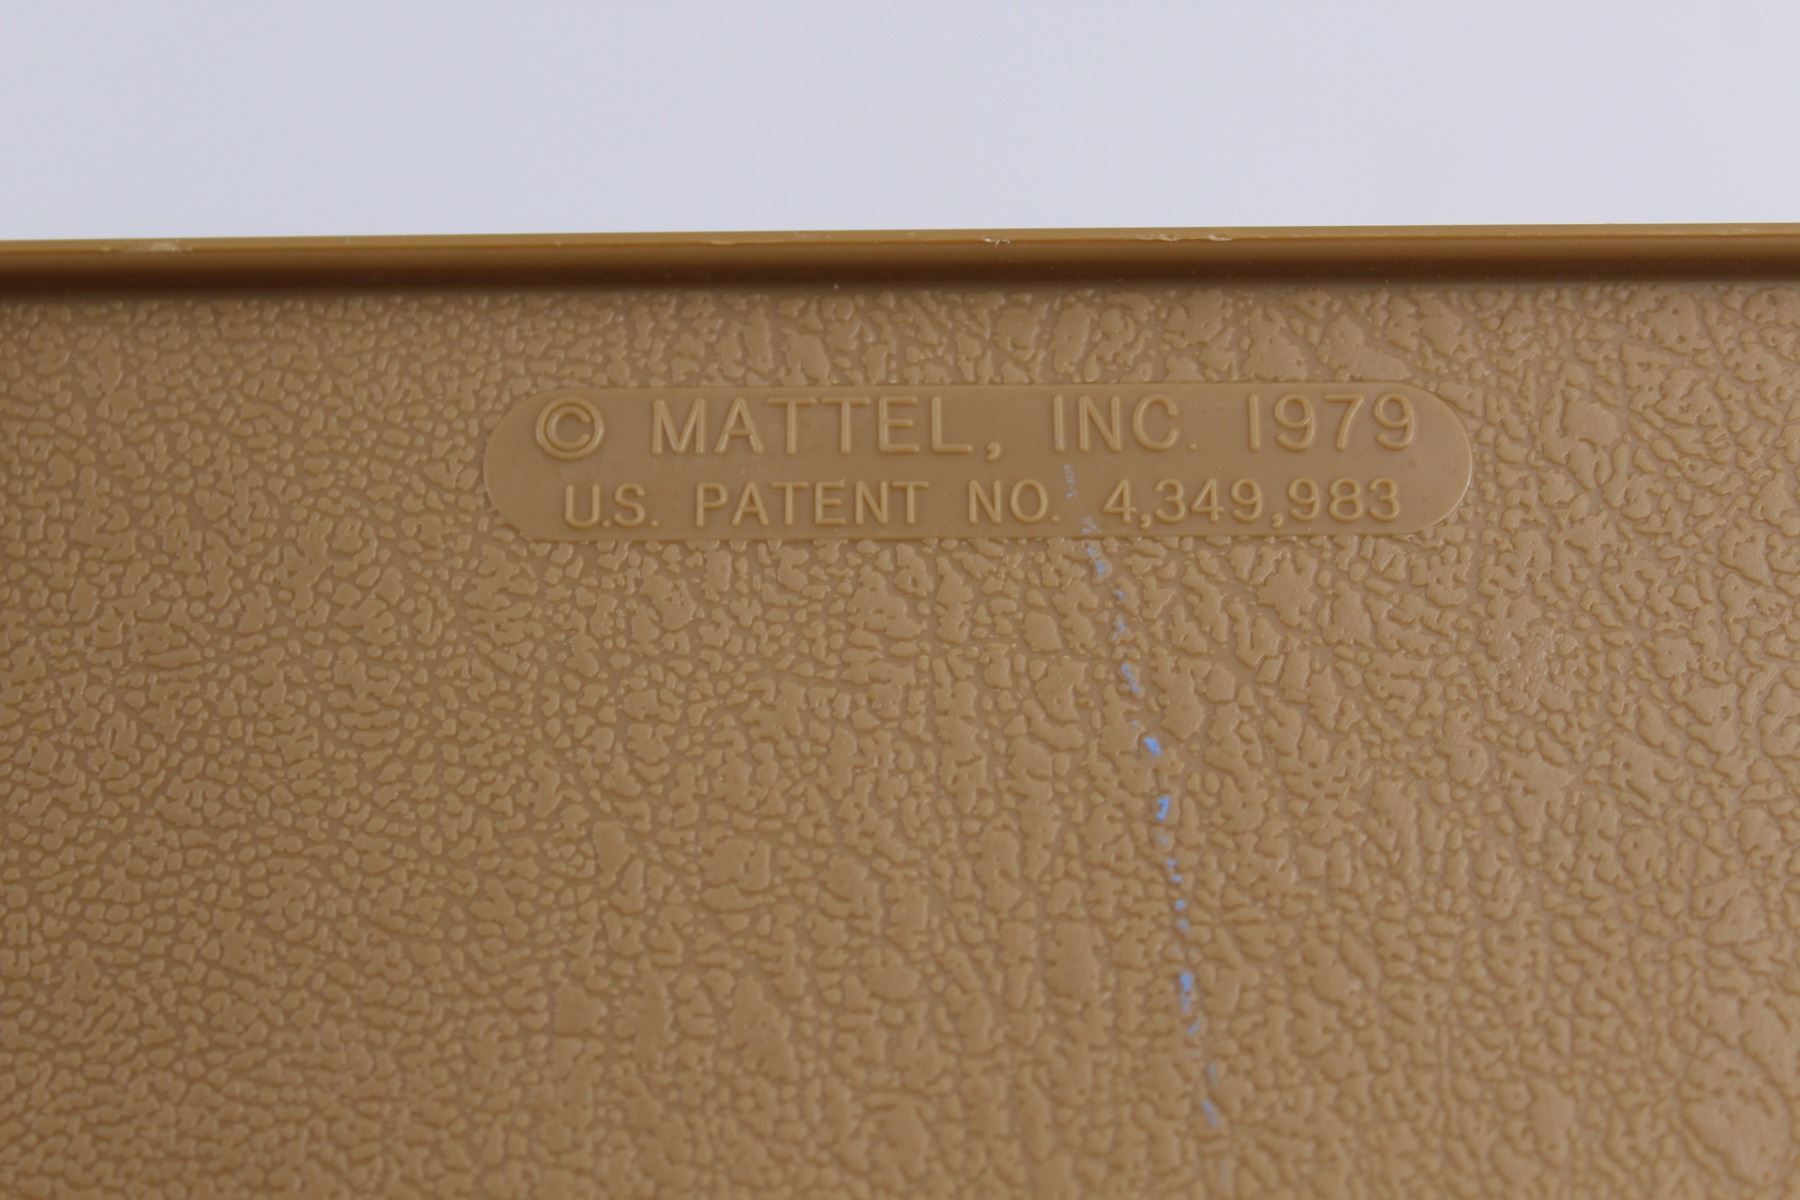 © MATTEL, INC. 1979
U.S. PATENT NO. 4,349,983